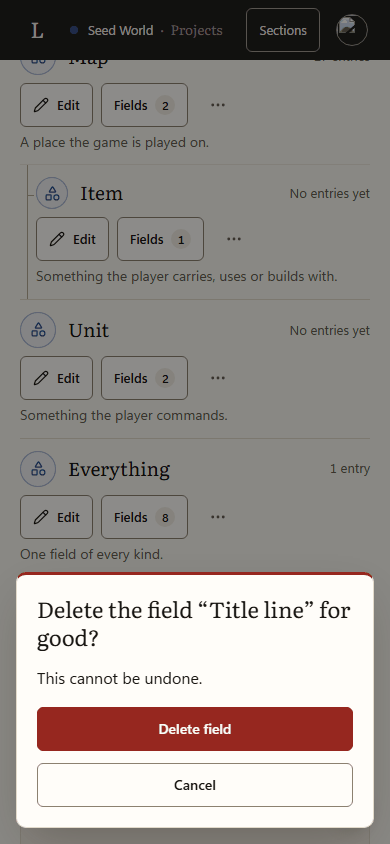 L
Seed World · Projects
Sections
Map
Edit
Fields 2
A place the game is played on.
Item
No entries yet
Edit
Fields 1
Something the player carries, uses or builds with.
Unit
No entries yet
Edit
Fields 2
Something the player commands.
Everything
1 entry
Edit
Fields 8
One field of every kind.
Delete the field “Title line” for
good?
This cannot be undone.
Delete field
Cancel